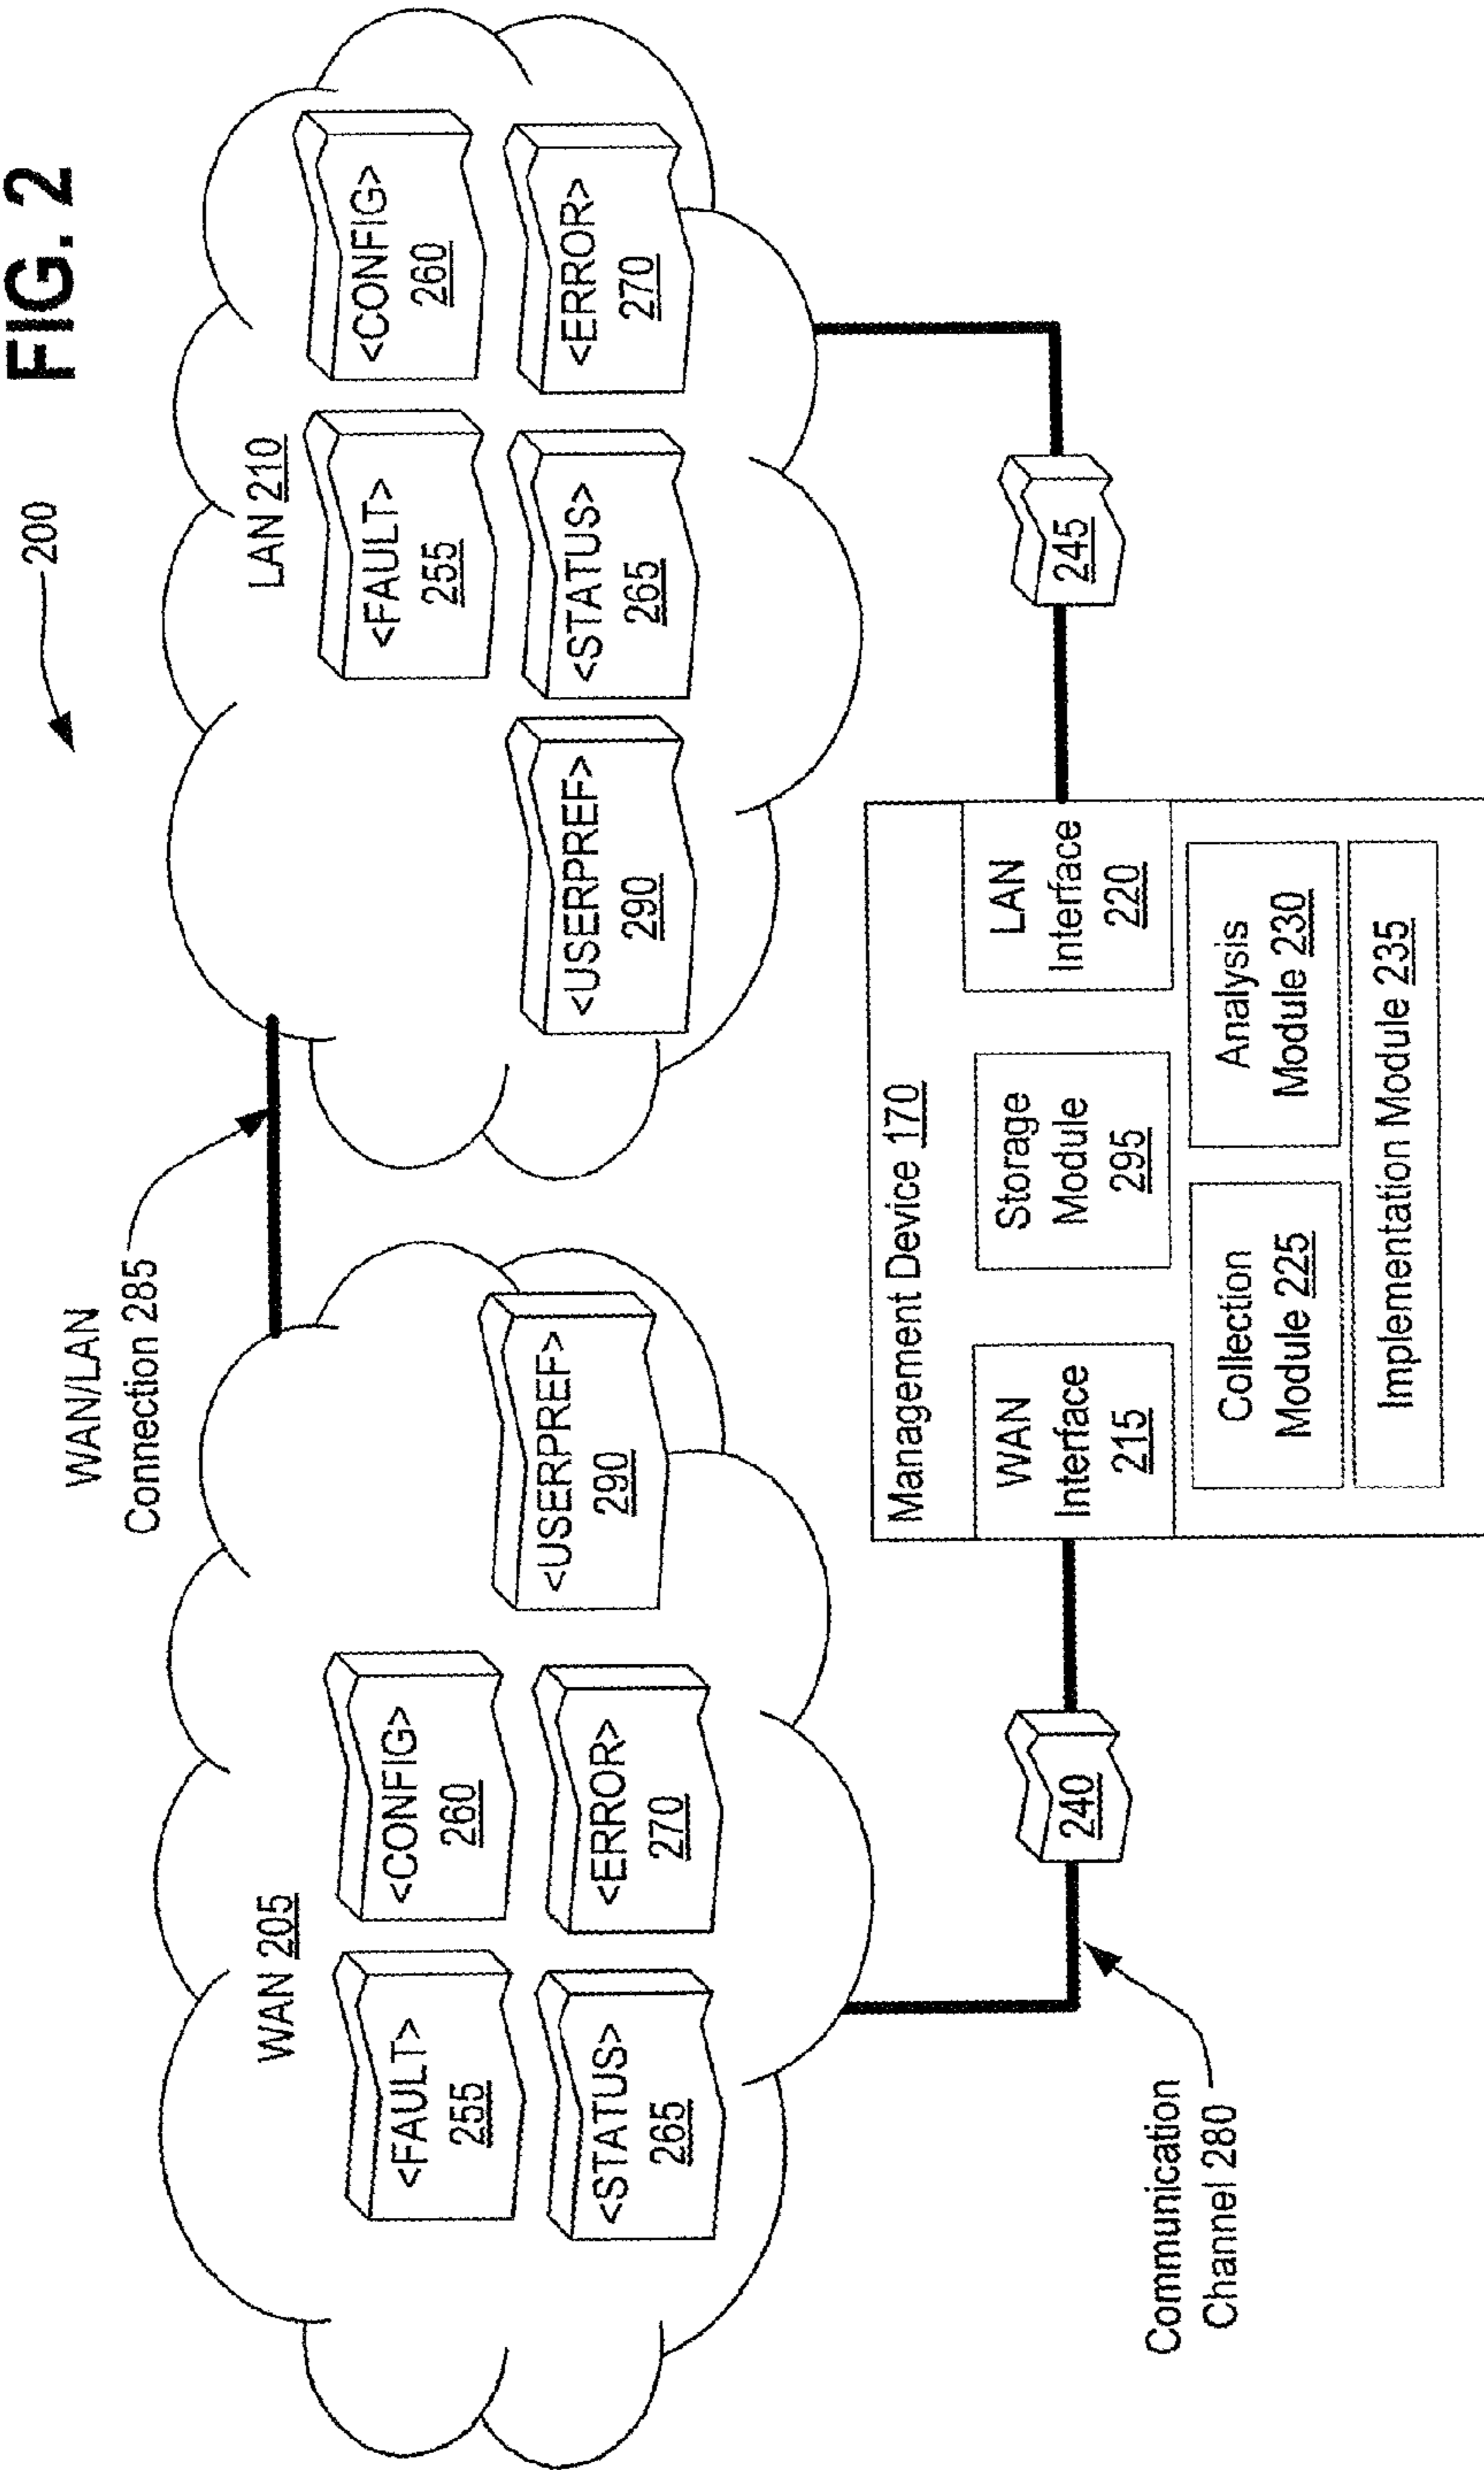 FIG. 2
200
WAN/LAN
Connection 285
WAN 205
<FAULT>
255
<CONFIG>
260
<STATUS>
265
<ERROR>
270
<USERPREF>
290
LAN 210
<FAULT>
255
<CONFIG>
260
<USERPREF>
290
<STATUS>
265
<ERROR>
270
Communication
Channel 280
240
245
Management Device 170
WAN
Interface
215
Storage
Module
295
LAN
Interface
220
Collection
Module 225
Analysis
Module 230
Implementation Module 235